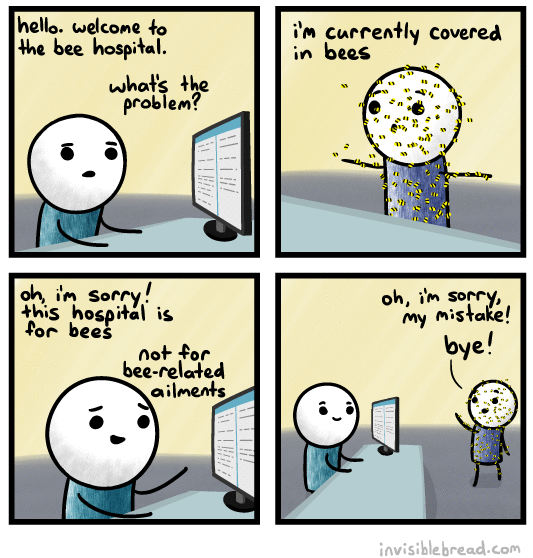 hello. welcome to
the bee hospital.
what's the
problem?
i'm currently covered
in bees
oh, i'm sorry!
this hospital is
for bees
not for
bee-related
ailments
oh, i'm sorry,
my mistake!
bye!
invisiblebread.com